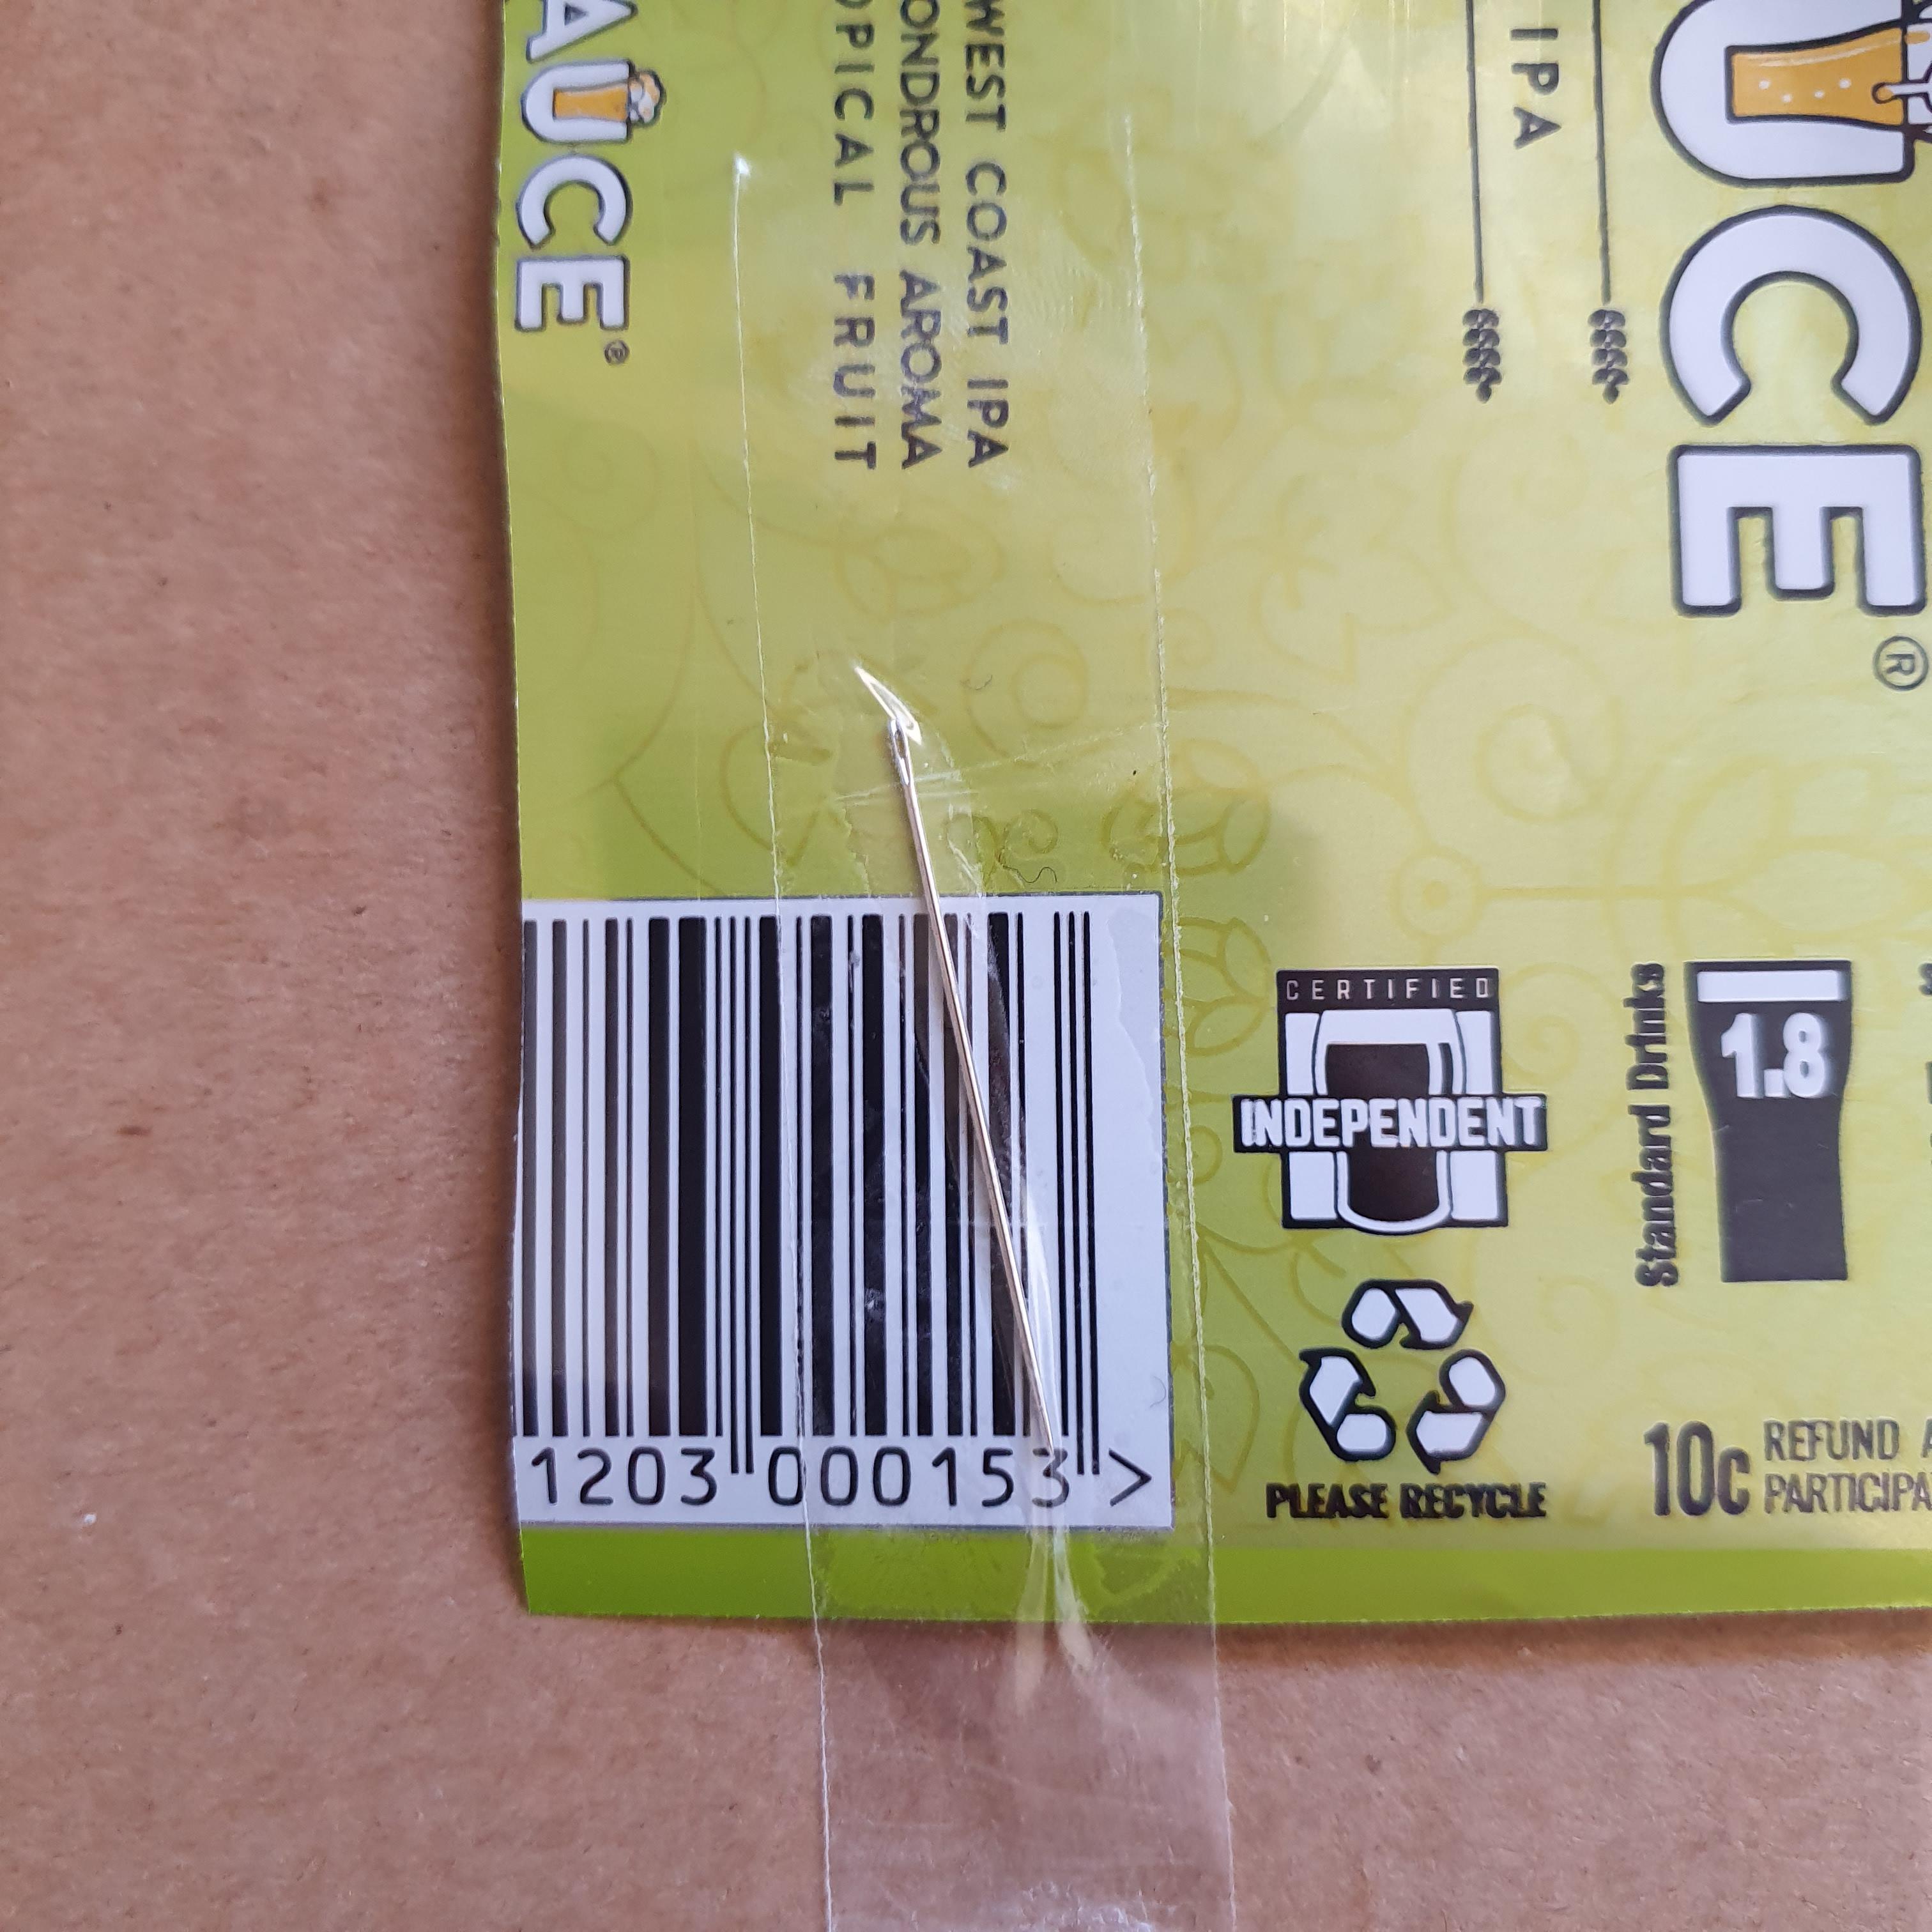 AUCE®
WEST COAST IPA
ONDROUS AROMA
OPICAL FRUIT
IPA
UCE®
1203 000153 >
CERTIFIED
INDEPENDENT
PLEASE RECYCLE
Standard Drinks
1.8
10c REFUND
PARTICIPA